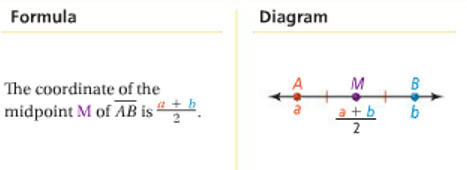 Formula
The coordinate of the
midpoint M of AB is a + b / 2.
Diagram
A M B
a a + b b
2